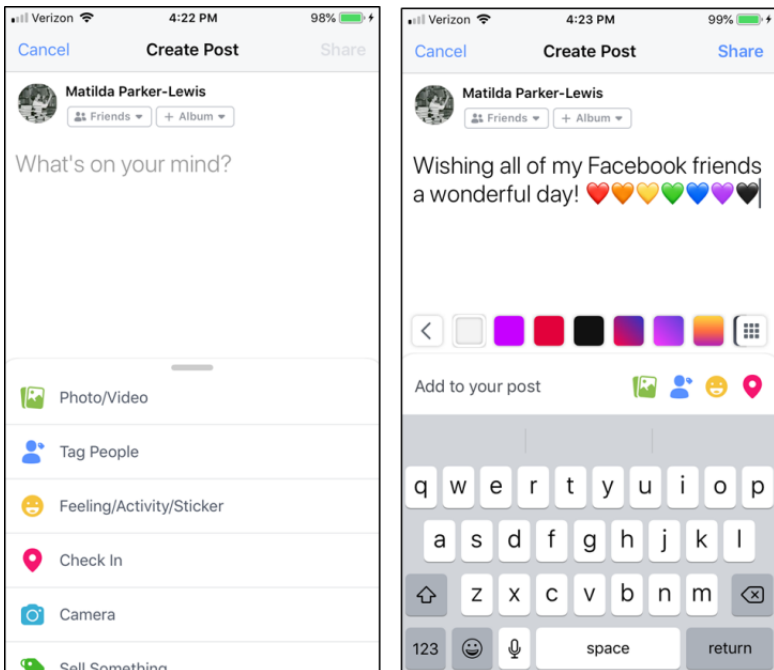 Verizon 4:22 PM 98%
Cancel Create Post Share
Matilda Parker-Lewis
Friends + Album
What's on your mind?
Photo/Video
Tag People
Feeling/Activity/Sticker
Check In
Camera
Sell Something
Verizon 4:23 PM 99%
Cancel Create Post Share
Matilda Parker-Lewis
Friends + Album
Wishing all of my Facebook friends
a wonderful day! ❤️🧡💛💚💙💜🖤
Add to your post
q w e r t y u i o p
a s d f g h j k l
z x c v b n m
123 space return